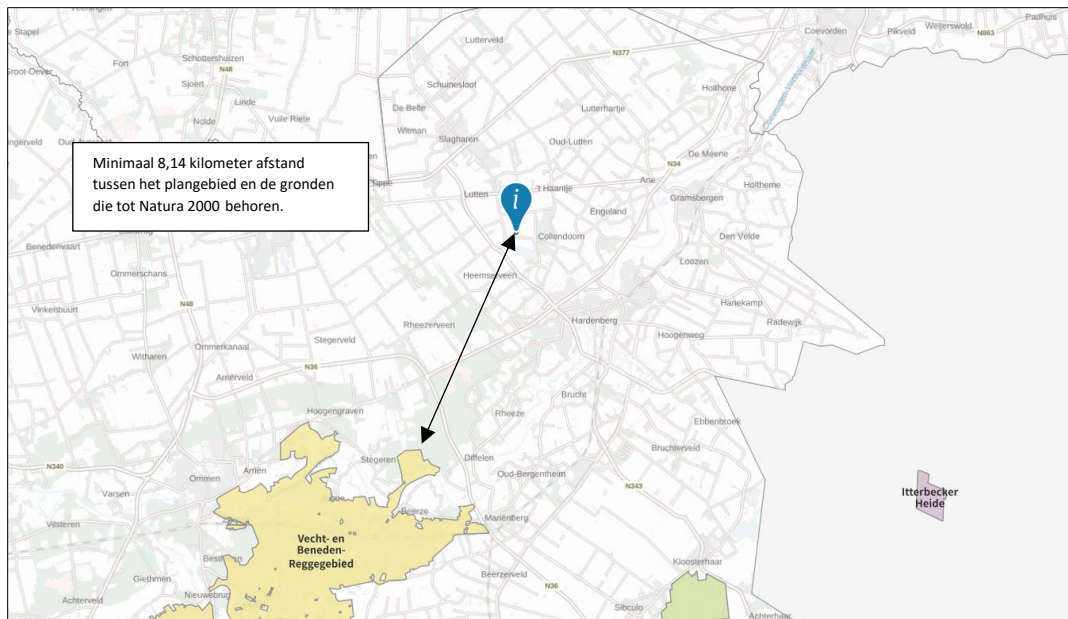 de Stapel
Fort
Schottershuizen
N48
Sjoert
Linde
Nolde
Vuile Riete
Lutterveld
N377
Coevorden
Pikveld
Weijerswold
Padhuis
N863
Schuinesloot
Holthone
Coevorden-Vecht
De Belte
Witman
Lutterhartje
Slagharen
Oud-Lutten
De Meene
N34
Minimaal 8,14 kilometer afstand
tussen het plangebied en de gronden
die tot Natura 2000 behoren.
i
Lutten
't Haantje
Ane
Holtheme
Gramsbergen
Engeland
Collendoorn
Den Velde
Benedenvaart
Ommerschans
Heemserveen
Loozen
N48
Vinkenbuurt
Hanekamp
Rheezerveen
Hardenberg
Radewijk
Stegerveld
Hoogenweg
Ommerkanaal
Witharen
N36
Arriërveld
Brucht
Hoogengraven
Rheeze
Ebbenbroek
Bruchterveld
Stegeren
Diffelen
N340
Arriën
Oud-Bergentheim
Ommen
Itterbecker
Heide
Varsen
N343
Beerze
Mariënberg
Vesteren
Vecht- en
Beneden-
Reggegebied
Besthmen
Kloosterhaar
Giethmen
Beerzerveld
N36
Nieuwebrug
Achterveld
Sibculo
Achterhaar